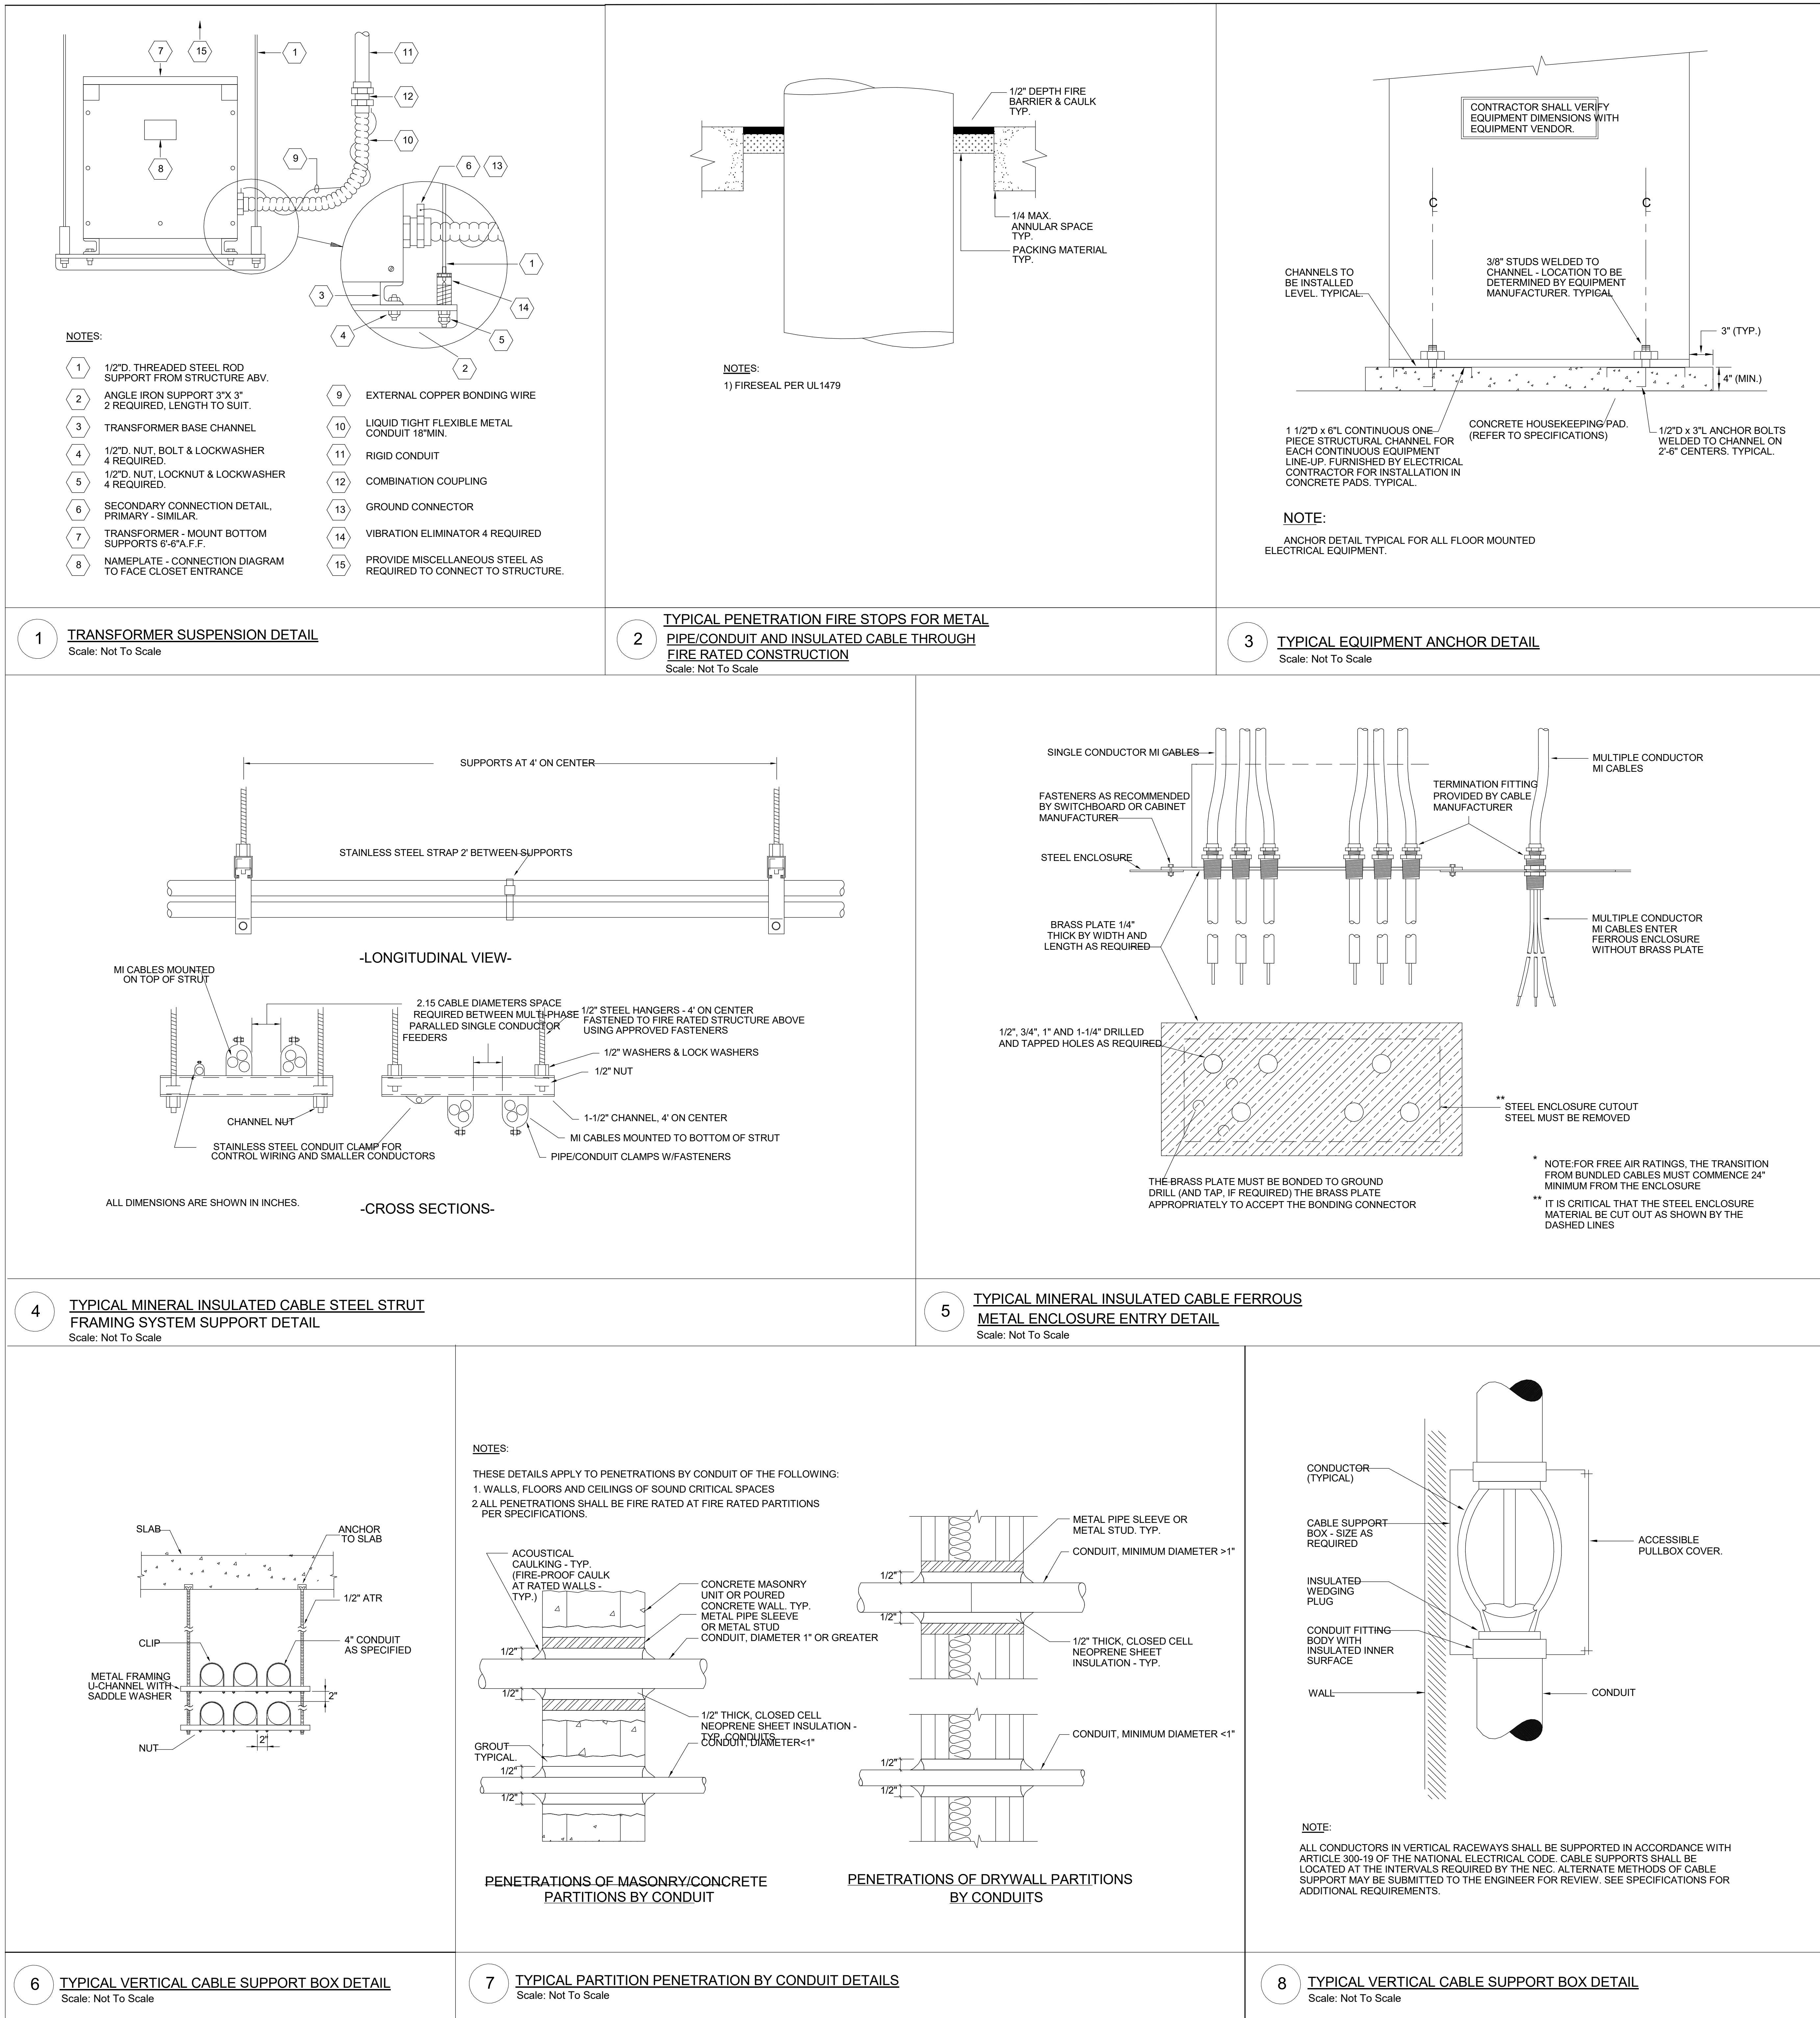 7
15
1
11
12
10
9
8
6
13
1
3
14
4
5
2
NOTES:
1
1/2"D. THREADED STEEL ROD
SUPPORT FROM STRUCTURE ABV.
2
ANGLE IRON SUPPORT 3"X 3"
2 REQUIRED, LENGTH TO SUIT.
3
TRANSFORMER BASE CHANNEL
4
1/2"D. NUT, BOLT & LOCKWASHER
4 REQUIRED.
5
1/2"D. NUT, LOCKNUT & LOCKWASHER
4 REQUIRED.
6
SECONDARY CONNECTION DETAIL,
PRIMARY - SIMILAR.
7
TRANSFORMER - MOUNT BOTTOM
SUPPORTS 6'-6"A.F.F.
8
NAMEPLATE - CONNECTION DIAGRAM
TO FACE CLOSET ENTRANCE
9
EXTERNAL COPPER BONDING WIRE
10
LIQUID TIGHT FLEXIBLE METAL
CONDUIT 18"MIN.
11
RIGID CONDUIT
12
COMBINATION COUPLING
13
GROUND CONNECTOR
14
VIBRATION ELIMINATOR 4 REQUIRED
15
PROVIDE MISCELLANEOUS STEEL AS
REQUIRED TO CONNECT TO STRUCTURE.
1
TRANSFORMER SUSPENSION DETAIL
Scale: Not To Scale
1/2" DEPTH FIRE
BARRIER & CAULK
TYP.
1/4 MAX.
ANNULAR SPACE
TYP.
PACKING MATERIAL
TYP.
NOTES:
1) FIRESEAL PER UL1479
2
TYPICAL PENETRATION FIRE STOPS FOR METAL
PIPE/CONDUIT AND INSULATED CABLE THROUGH
FIRE RATED CONSTRUCTION
Scale: Not To Scale
CONTRACTOR SHALL VERIFY
EQUIPMENT DIMENSIONS WITH
EQUIPMENT VENDOR.
C
C
CHANNELS TO
BE INSTALLED
LEVEL. TYPICAL.
3/8" STUDS WELDED TO
CHANNEL - LOCATION TO BE
DETERMINED BY EQUIPMENT
MANUFACTURER. TYPICAL
3" (TYP.)
4" (MIN.)
1 1/2"D x 6"L CONTINUOUS ONE
PIECE STRUCTURAL CHANNEL FOR
EACH CONTINUOUS EQUIPMENT
LINE-UP. FURNISHED BY ELECTRICAL
CONTRACTOR FOR INSTALLATION IN
CONCRETE PADS. TYPICAL.
CONCRETE HOUSEKEEPING PAD.
(REFER TO SPECIFICATIONS)
1/2"D x 3"L ANCHOR BOLTS
WELDED TO CHANNEL ON
2'-6" CENTERS. TYPICAL.
NOTE:
ANCHOR DETAIL TYPICAL FOR ALL FLOOR MOUNTED
ELECTRICAL EQUIPMENT.
3
TYPICAL EQUIPMENT ANCHOR DETAIL
Scale: Not To Scale
SUPPORTS AT 4' ON CENTER
STAINLESS STEEL STRAP 2' BETWEEN SUPPORTS
-LONGITUDINAL VIEW-
MI CABLES MOUNTED
ON TOP OF STRUT
2.15 CABLE DIAMETERS SPACE
REQUIRED BETWEEN MULTI-PHASE
PARALLED SINGLE CONDUCTOR
FEEDERS
1/2" STEEL HANGERS - 4' ON CENTER
FASTENED TO FIRE RATED STRUCTURE ABOVE
USING APPROVED FASTENERS
1/2" WASHERS & LOCK WASHERS
1/2" NUT
CHANNEL NUT
1-1/2" CHANNEL, 4' ON CENTER
MI CABLES MOUNTED TO BOTTOM OF STRUT
STAINLESS STEEL CONDUIT CLAMP FOR
CONTROL WIRING AND SMALLER CONDUCTORS
PIPE/CONDUIT CLAMPS W/FASTENERS
ALL DIMENSIONS ARE SHOWN IN INCHES.
-CROSS SECTIONS-
4
TYPICAL MINERAL INSULATED CABLE STEEL STRUT
FRAMING SYSTEM SUPPORT DETAIL
Scale: Not To Scale
SINGLE CONDUCTOR MI CABLES
MULTIPLE CONDUCTOR
MI CABLES
FASTENERS AS RECOMMENDED
BY SWITCHBOARD OR CABINET
MANUFACTURER
TERMINATION FITTING
PROVIDED BY CABLE
MANUFACTURER
STEEL ENCLOSURE
BRASS PLATE 1/4"
THICK BY WIDTH AND
LENGTH AS REQUIRED
MULTIPLE CONDUCTOR
MI CABLES ENTER
FERROUS ENCLOSURE
WITHOUT BRASS PLATE
1/2", 3/4", 1" AND 1-1/4" DRILLED
AND TAPPED HOLES AS REQUIRED
**
STEEL ENCLOSURE CUTOUT
STEEL MUST BE REMOVED
THE BRASS PLATE MUST BE BONDED TO GROUND
DRILL (AND TAP, IF REQUIRED) THE BRASS PLATE
APPROPRIATELY TO ACCEPT THE BONDING CONNECTOR
* NOTE:FOR FREE AIR RATINGS, THE TRANSITION
FROM BUNDLED CABLES MUST COMMENCE 24"
MINIMUM FROM THE ENCLOSURE
** IT IS CRITICAL THAT THE STEEL ENCLOSURE
MATERIAL BE CUT OUT AS SHOWN BY THE
DASHED LINES
5
TYPICAL MINERAL INSULATED CABLE FERROUS
METAL ENCLOSURE ENTRY DETAIL
Scale: Not To Scale
SLAB
ANCHOR
TO SLAB
1/2" ATR
CLIP
4" CONDUIT
AS SPECIFIED
METAL FRAMING
U-CHANNEL WITH
SADDLE WASHER
2"
2"
NUT
6
TYPICAL VERTICAL CABLE SUPPORT BOX DETAIL
Scale: Not To Scale
NOTES:
THESE DETAILS APPLY TO PENETRATIONS BY CONDUIT OF THE FOLLOWING:
1. WALLS, FLOORS AND CEILINGS OF SOUND CRITICAL SPACES
2. ALL PENETRATIONS SHALL BE FIRE RATED AT FIRE RATED PARTITIONS
PER SPECIFICATIONS.
ACOUSTICAL
CAULKING - TYP.
(FIRE-PROOF CAULK
AT RATED WALLS -
TYP.)
CONCRETE MASONRY
UNIT OR POURED
CONCRETE WALL. TYP.
METAL PIPE SLEEVE
OR METAL STUD
CONDUIT, DIAMETER 1" OR GREATER
1/2"
1/2"
1/2" THICK, CLOSED CELL
NEOPRENE SHEET INSULATION -
TYP. CONDUITS
CONDUIT, DIAMETER<1"
GROUT
TYPICAL.
1/2"
1/2"
PENETRATIONS OF MASONRY/CONCRETE
PARTITIONS BY CONDUIT
METAL PIPE SLEEVE OR
METAL STUD. TYP.
CONDUIT, MINIMUM DIAMETER >1"
1/2"
1/2"
1/2" THICK, CLOSED CELL
NEOPRENE SHEET
INSULATION - TYP.
CONDUIT, MINIMUM DIAMETER <1"
1/2"
1/2"
PENETRATIONS OF DRYWALL PARTITIONS
BY CONDUITS
7
TYPICAL PARTITION PENETRATION BY CONDUIT DETAILS
Scale: Not To Scale
CONDUCTOR
(TYPICAL)
CABLE SUPPORT
BOX - SIZE AS
REQUIRED
ACCESSIBLE
PULLBOX COVER.
INSULATED
WEDGING
PLUG
CONDUIT FITTING
BODY WITH
INSULATED INNER
SURFACE
WALL
CONDUIT
NOTE:
ALL CONDUCTORS IN VERTICAL RACEWAYS SHALL BE SUPPORTED IN ACCORDANCE WITH
ARTICLE 300-19 OF THE NATIONAL ELECTRICAL CODE. CABLE SUPPORTS SHALL BE
LOCATED AT THE INTERVALS REQUIRED BY THE NEC. ALTERNATE METHODS OF CABLE
SUPPORT MAY BE SUBMITTED TO THE ENGINEER FOR REVIEW. SEE SPECIFICATIONS FOR
ADDITIONAL REQUIREMENTS.
8
TYPICAL VERTICAL CABLE SUPPORT BOX DETAIL
Scale: Not To Scale